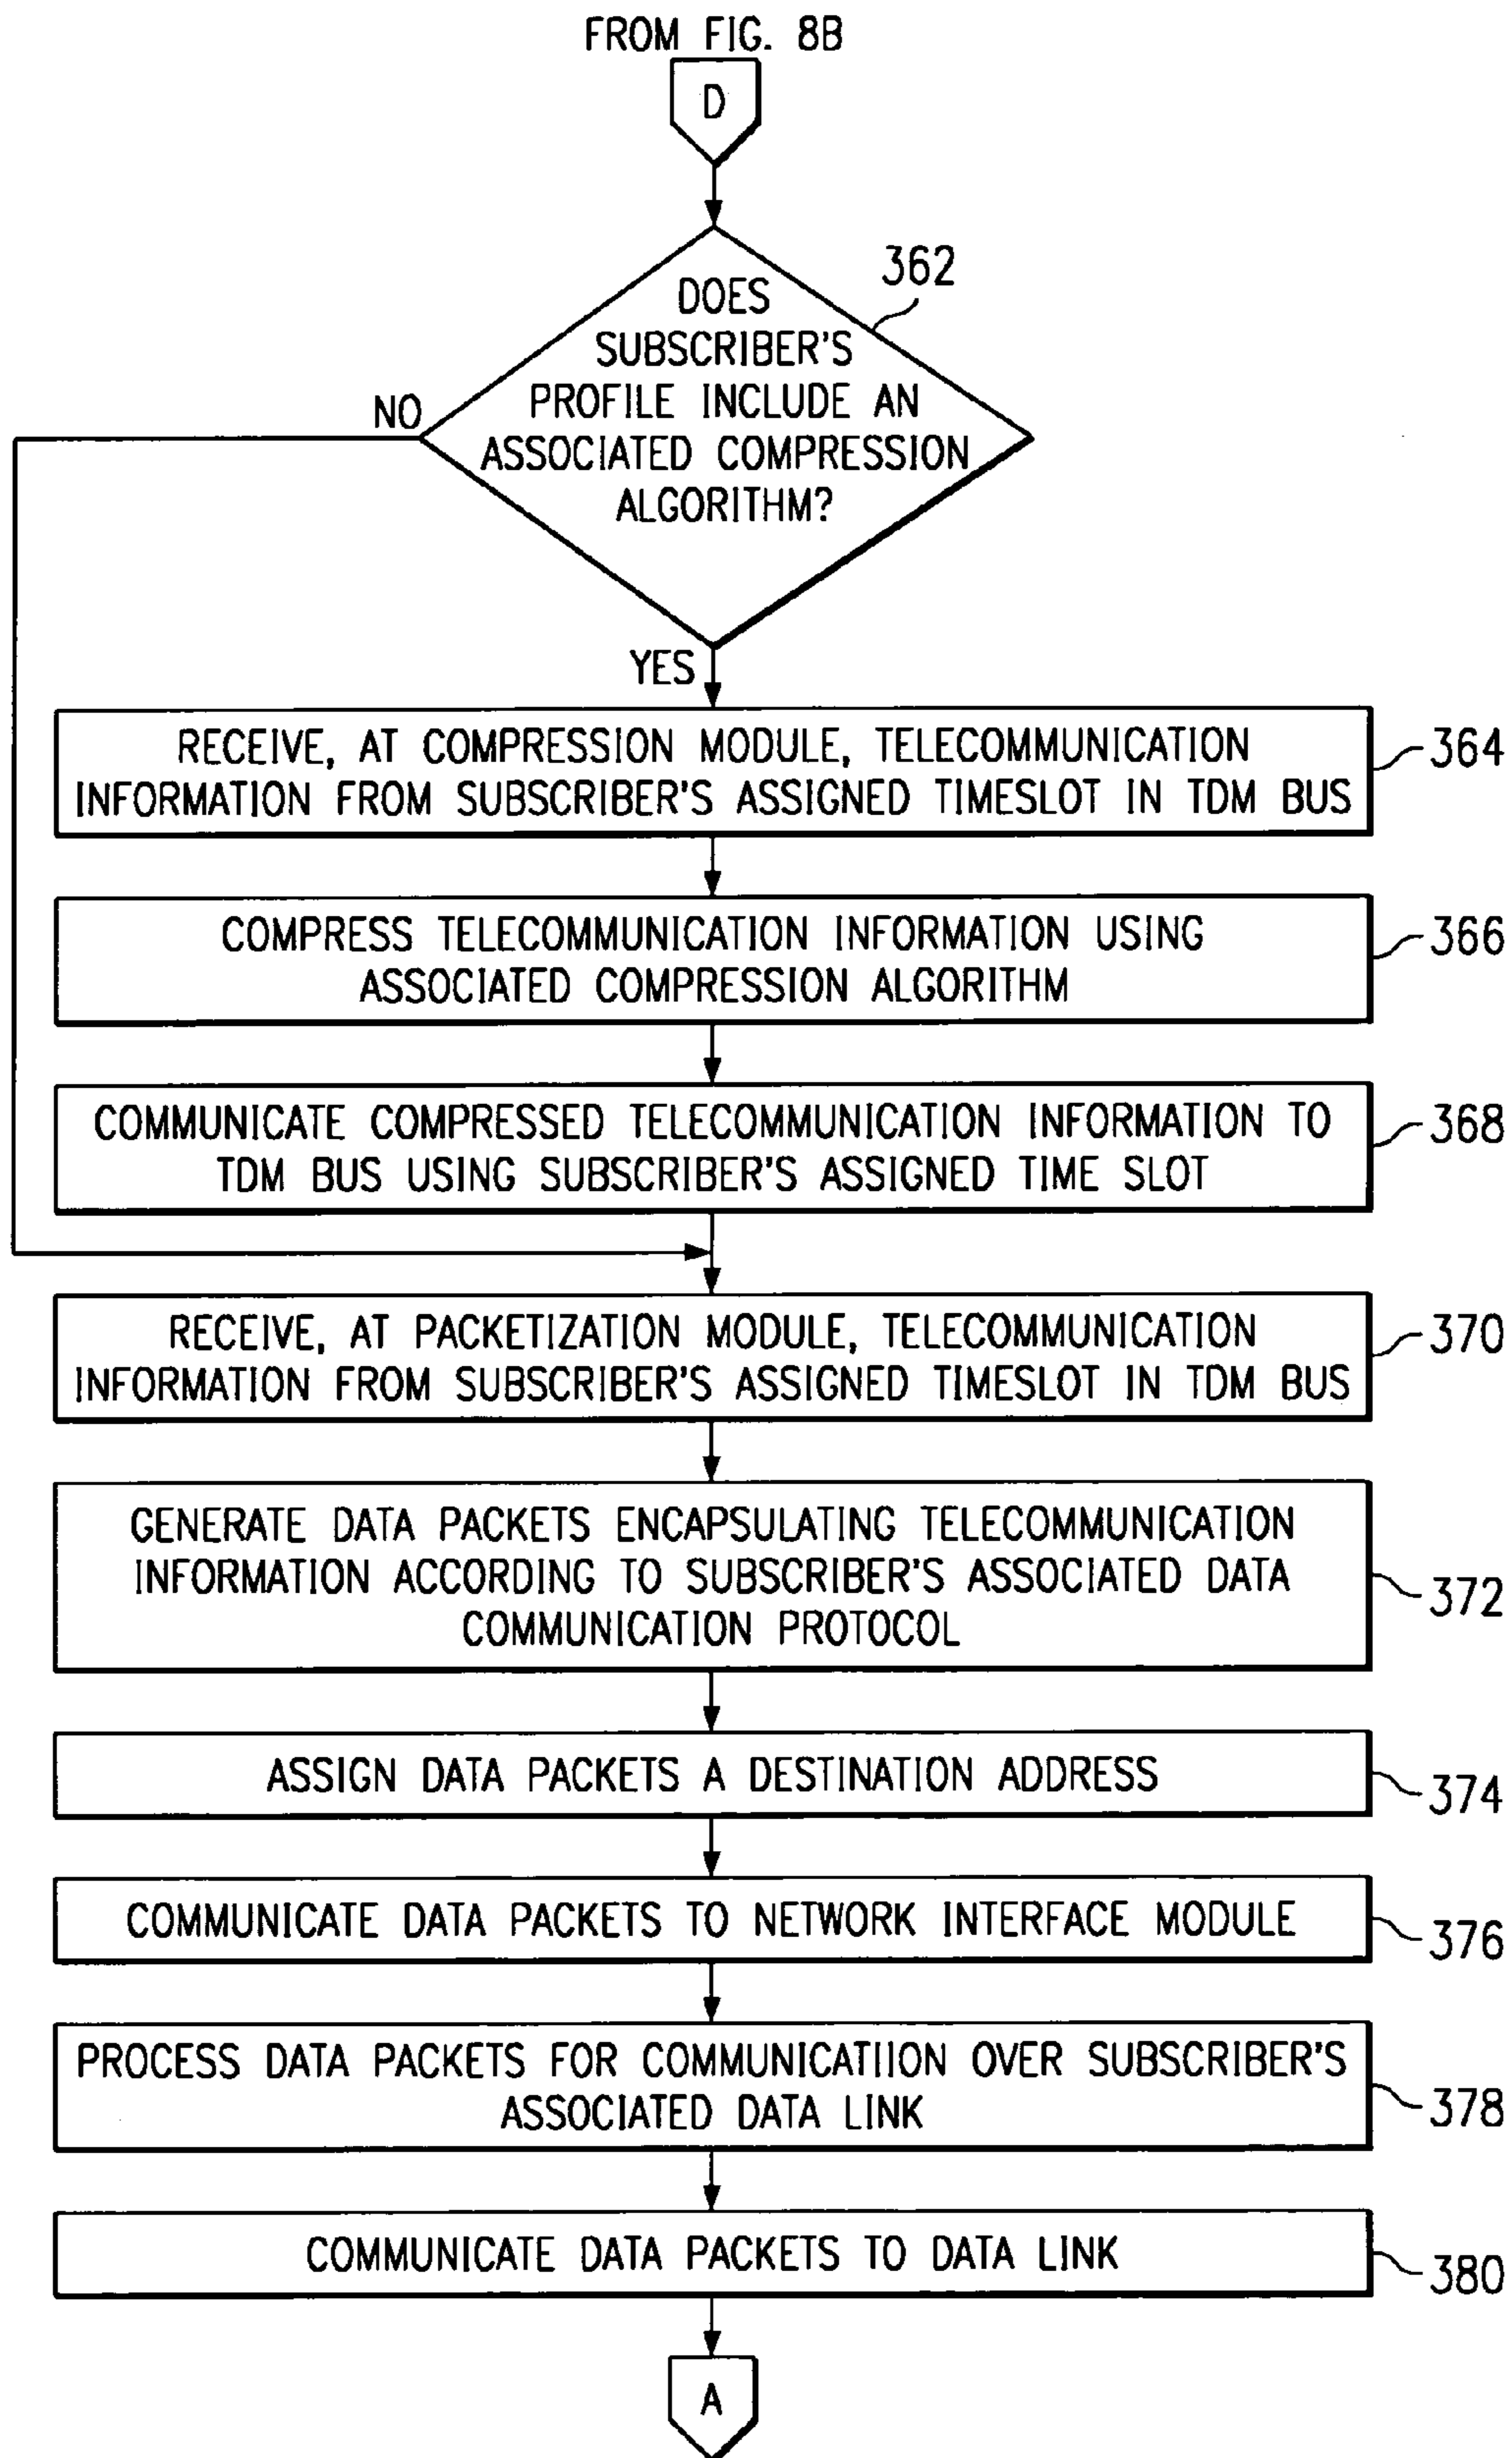 FROM FIG. 8B
D
362
DOES
SUBSCRIBER'S
PROFILE INCLUDE AN
ASSOCIATED COMPRESSION
ALGORITHM?
NO
YES
RECEIVE, AT COMPRESSION MODULE, TELECOMMUNICATION
INFORMATION FROM SUBSCRIBER'S ASSIGNED TIMESLOT IN TDM BUS
364
COMPRESS TELECOMMUNICATION INFORMATION USING
ASSOCIATED COMPRESSION ALGORITHM
366
COMMUNICATE COMPRESSED TELECOMMUNICATION INFORMATION TO
TDM BUS USING SUBSCRIBER'S ASSIGNED TIME SLOT
368
RECEIVE, AT PACKETIZATION MODULE, TELECOMMUNICATION
INFORMATION FROM SUBSCRIBER'S ASSIGNED TIMESLOT IN TDM BUS
370
GENERATE DATA PACKETS ENCAPSULATING TELECOMMUNICATION
INFORMATION ACCORDING TO SUBSCRIBER'S ASSOCIATED DATA
COMMUNICATION PROTOCOL
372
ASSIGN DATA PACKETS A DESTINATION ADDRESS
374
COMMUNICATE DATA PACKETS TO NETWORK INTERFACE MODULE
376
PROCESS DATA PACKETS FOR COMMUNICATIION OVER SUBSCRIBER'S
ASSOCIATED DATA LINK
378
COMMUNICATE DATA PACKETS TO DATA LINK
380
A